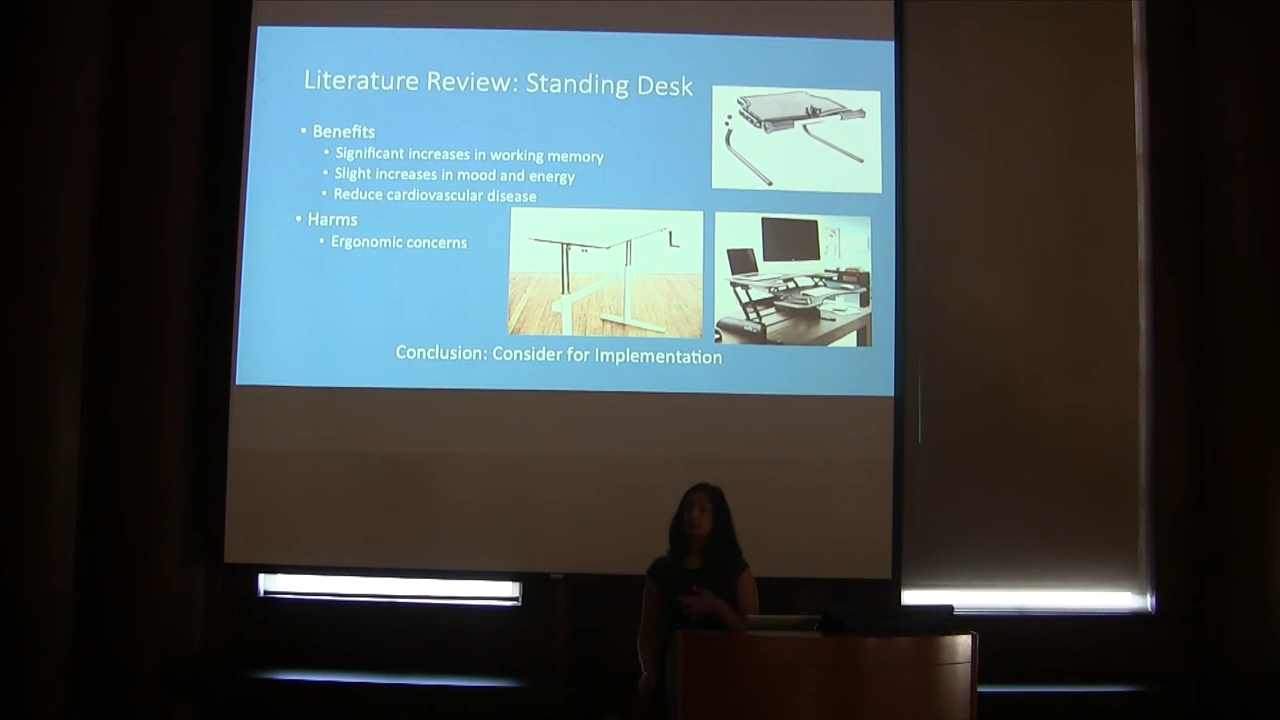 Literature Review: Standing Desk
• Benefits
• Significant increases in working memory
• Slight increases in mood and energy
• Reduce cardiovascular disease
• Harms
• Ergonomic concerns
Conclusion: Consider for Implementation